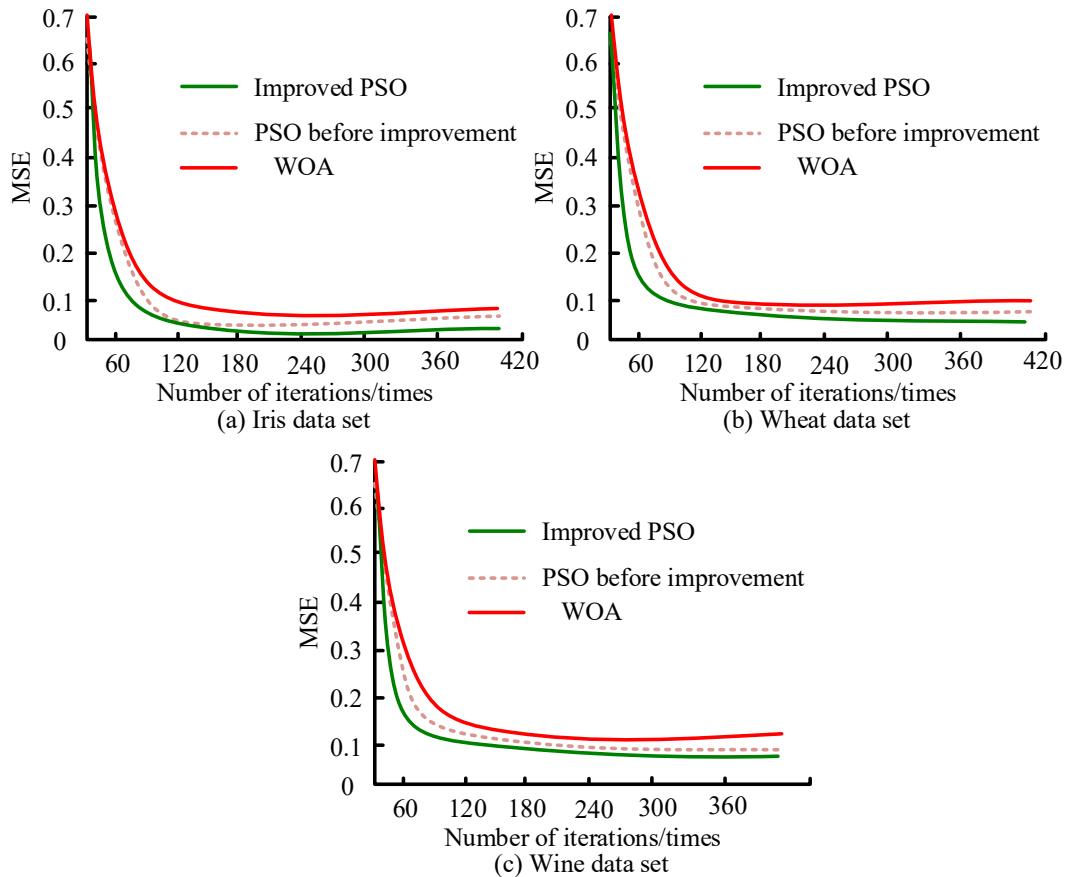 0.7
0.6
0.5
0.4
0.3
0.2
0.1
0
MSE
Improved PSO
PSO before improvement
WOA
60 120 180 240 300 360 420
Number of iterations/times
(a) Iris data set
0.7
0.6
0.5
0.4
0.3
0.2
0.1
0
MSE
Improved PSO
PSO before improvement
WOA
60 120 180 240 300 360 420
Number of iterations/times
(b) Wheat data set
0.7
0.6
0.5
0.4
0.3
0.2
0.1
0
MSE
Improved PSO
PSO before improvement
WOA
60 120 180 240 300 360
Number of iterations/times
(c) Wine data set